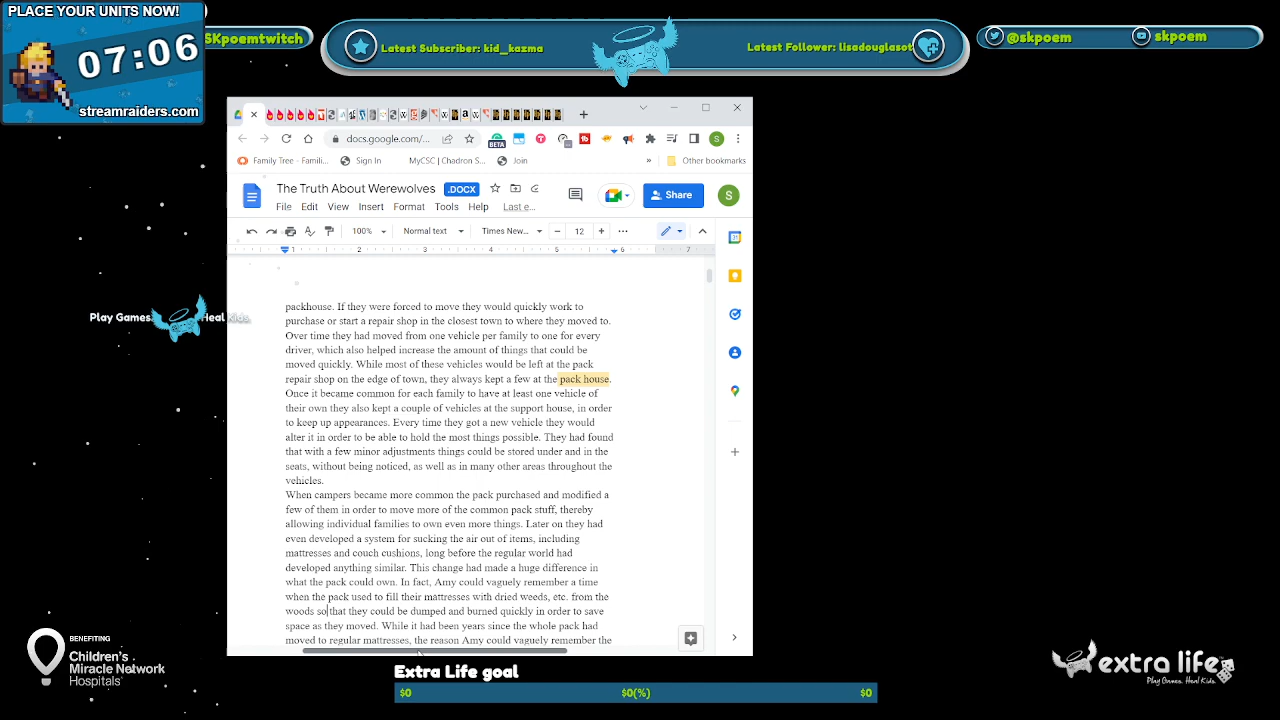 PLACE YOUR UNITS NOW!
07:06
streamraiders.com
SKpoemtwitch
Latest Subscriber: kid_kazma
Latest Follower: lisadouglasot
@skpoem
skpoem
docs.google.com/...
BETA
Family Tree - Famili...
Sign In
MyCSC | Chadron S...
Join
»
Other bookmarks
The Truth About Werewolves
.DOCX
Share
S
File Edit View Insert Format Tools Help Last e...
100%
Normal text
Times New...
12
1 2 3 4 5 6 7
packhouse. If they were forced to move they would quickly work to
purchase or start a repair shop in the closest town to where they moved to.
Over time they had moved from one vehicle per family to one for every
driver, which also helped increase the amount of things that could be
moved quickly. While most of these vehicles would be left at the pack
repair shop on the edge of town, they always kept a few at the pack house.
Once it became common for each family to have at least one vehicle of
their own they also kept a couple of vehicles at the support house, in order
to keep up appearances. Every time they got a new vehicle they would
alter it in order to be able to hold the most things possible. They had found
that with a few minor adjustments things could be stored under and in the
seats, without being noticed, as well as in many other areas throughout the
vehicles.
When campers became more common the pack purchased and modified a
few of them in order to move more of the common pack stuff, thereby
allowing individual families to own even more things. Later on they had
even developed a system for sucking the air out of items, including
mattresses and couch cushions, long before the regular world had
developed anything similar. This change had made a huge difference in
what the pack could own. In fact, Amy could vaguely remember a time
when the pack used to fill their mattresses with dried weeds, etc. from the
woods so that they could be dumped and burned quickly in order to save
space as they moved. While it had been years since the whole pack had
moved to regular mattresses, the reason Amy could vaguely remember the
Play Games. Heal Kids.
BENEFITING
Children's
Miracle Network
Hospitals
Extra Life goal
$0 $0(%) $0
extra life
Play Games. Heal Kids.